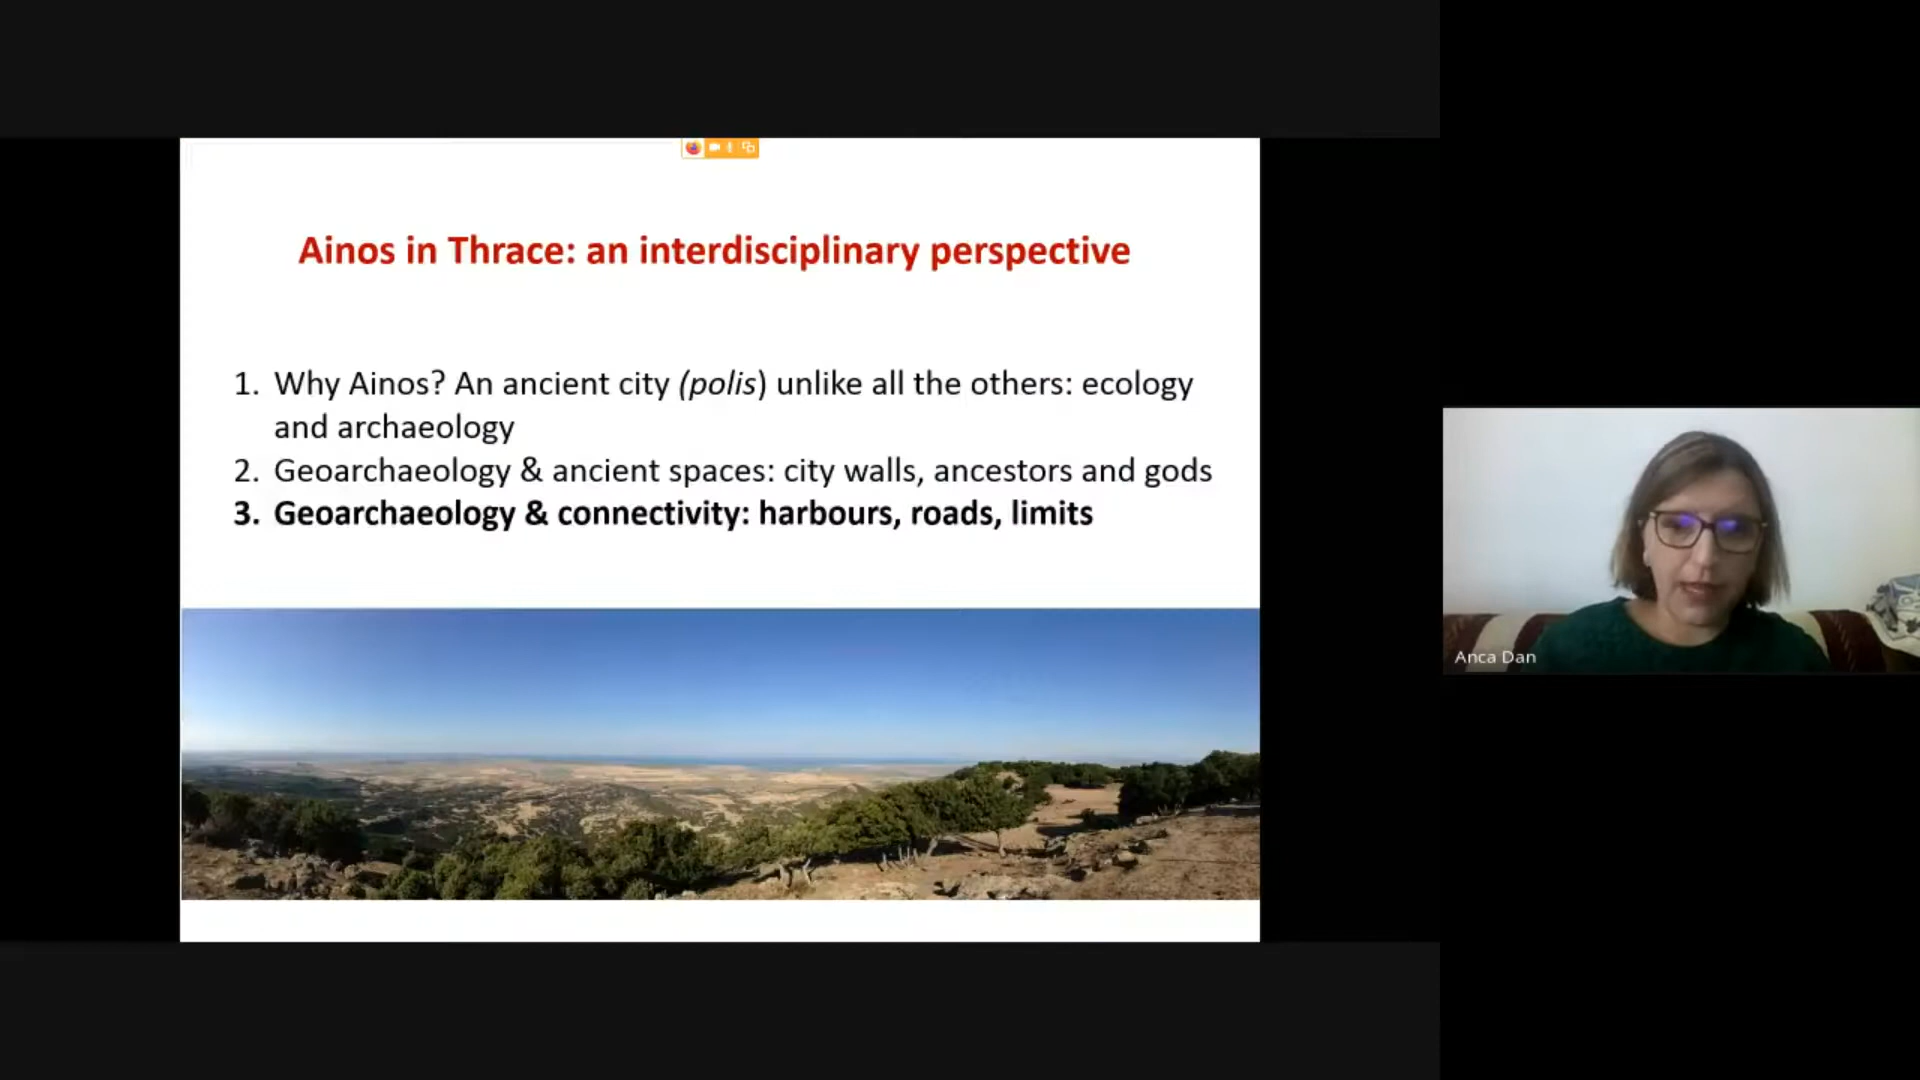 Ainos in Thrace: an interdisciplinary perspective
1. Why Ainos? An ancient city (polis) unlike all the others: ecology
and archaeology
2. Geoarchaeology & ancient spaces: city walls, ancestors and gods
3. Geoarchaeology & connectivity: harbours, roads, limits
Anca Dan